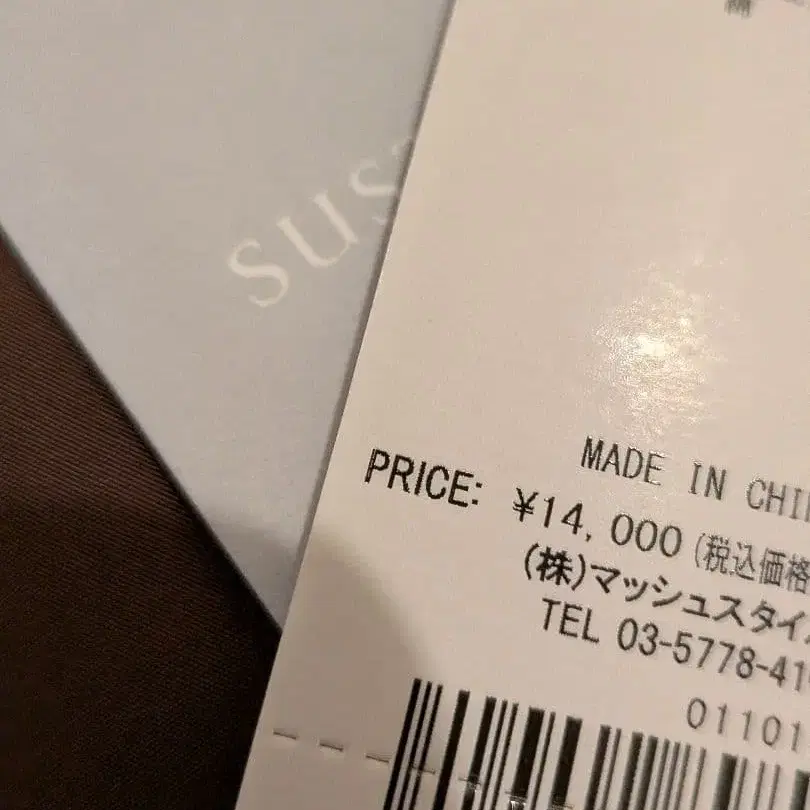 sus
MADE IN CHI
PRICE: ¥14,000(税込価格
(株)マッシュスタイ
TEL 03-5778-41
01101